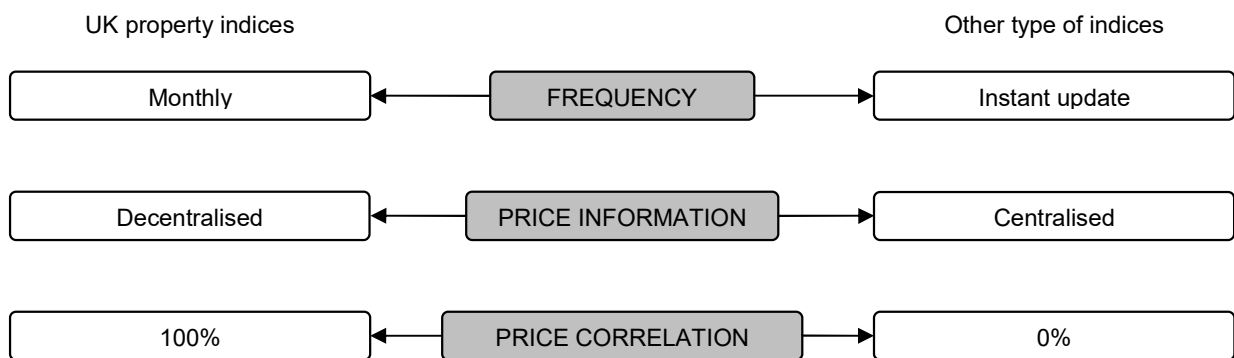 UK property indices
Other type of indices
Monthly
FREQUENCY
Instant update
Decentralised
PRICE INFORMATION
Centralised
100%
PRICE CORRELATION
0%